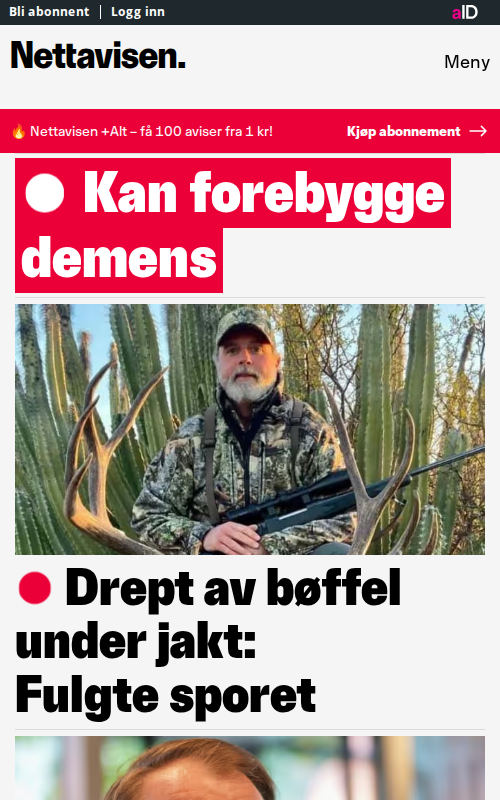 Bli abonnent | Logg inn
aID
Nettavisen.
Meny
🔥 Nettavisen +Alt – få 100 aviser fra 1 kr!
Kjøp abonnement →
Kan forebygge
demens
Drept av bøffel
under jakt:
Fulgte sporet